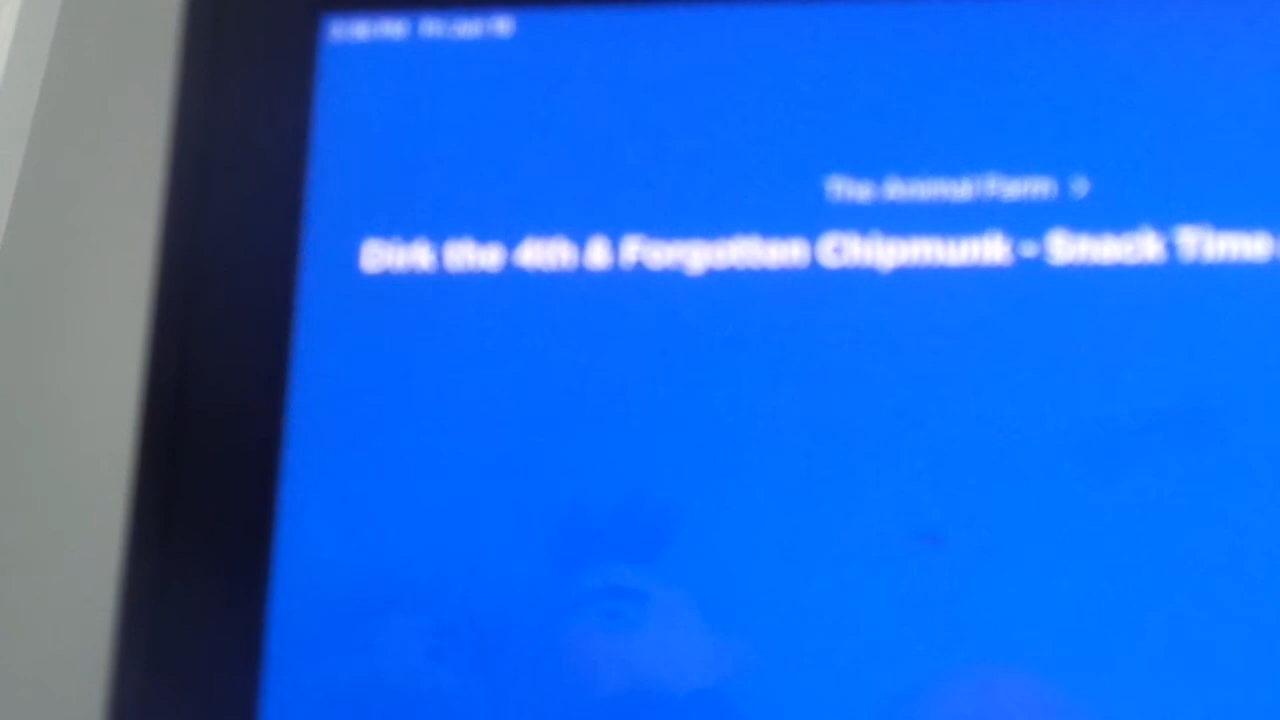 The Animal Farm >
Dirk the 4th & Forgotten Chipmunk - Snack Time